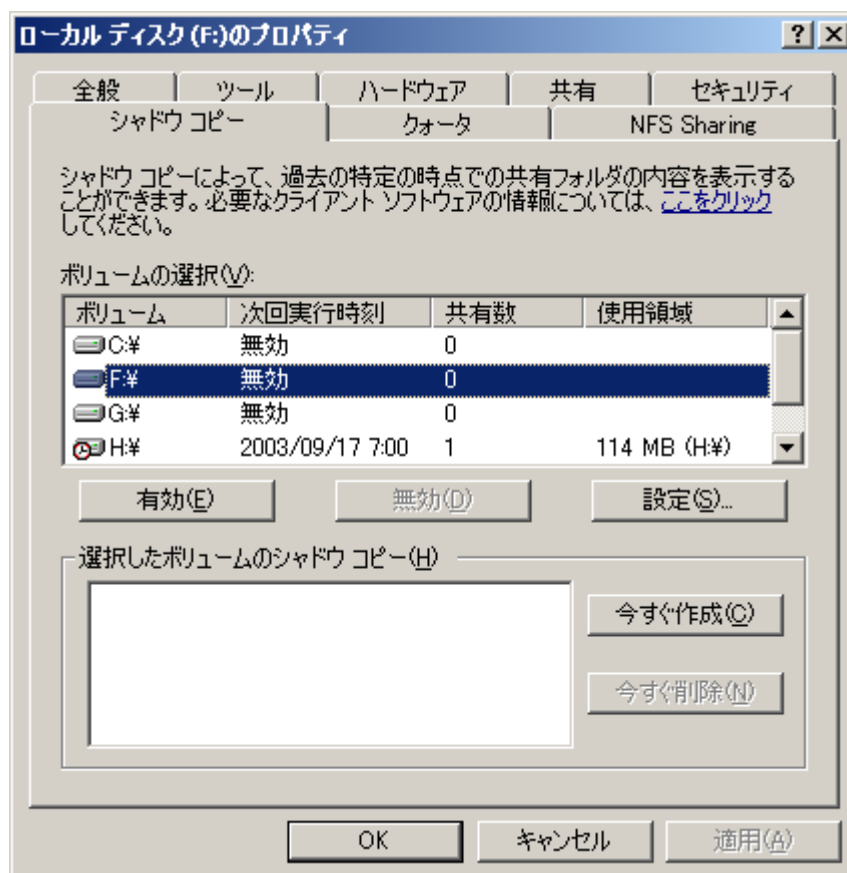 ローカル ディスク (F:)のプロパティ
全般 ツール ハードウェア 共有 セキュリティ
シャドウ コピー クォータ NFS Sharing
シャドウ コピーによって、過去の特定の時点での共有フォルダの内容を表示する
ことができます。必要なクライアント ソフトウェアの情報については、ここをクリック
してください。
ボリュームの選択(V):
ボリューム 次回実行時刻 共有数 使用領域
C:¥ 無効 0
F:¥ 無効 0
G:¥ 無効 0
H:¥ 2003/09/17 7:00 1 114 MB (H:¥)
有効(E) 無効(D) 設定(S)...
選択したボリュームのシャドウ コピー(H)
今すぐ作成(C)
今すぐ削除(N)
OK キャンセル 適用(A)